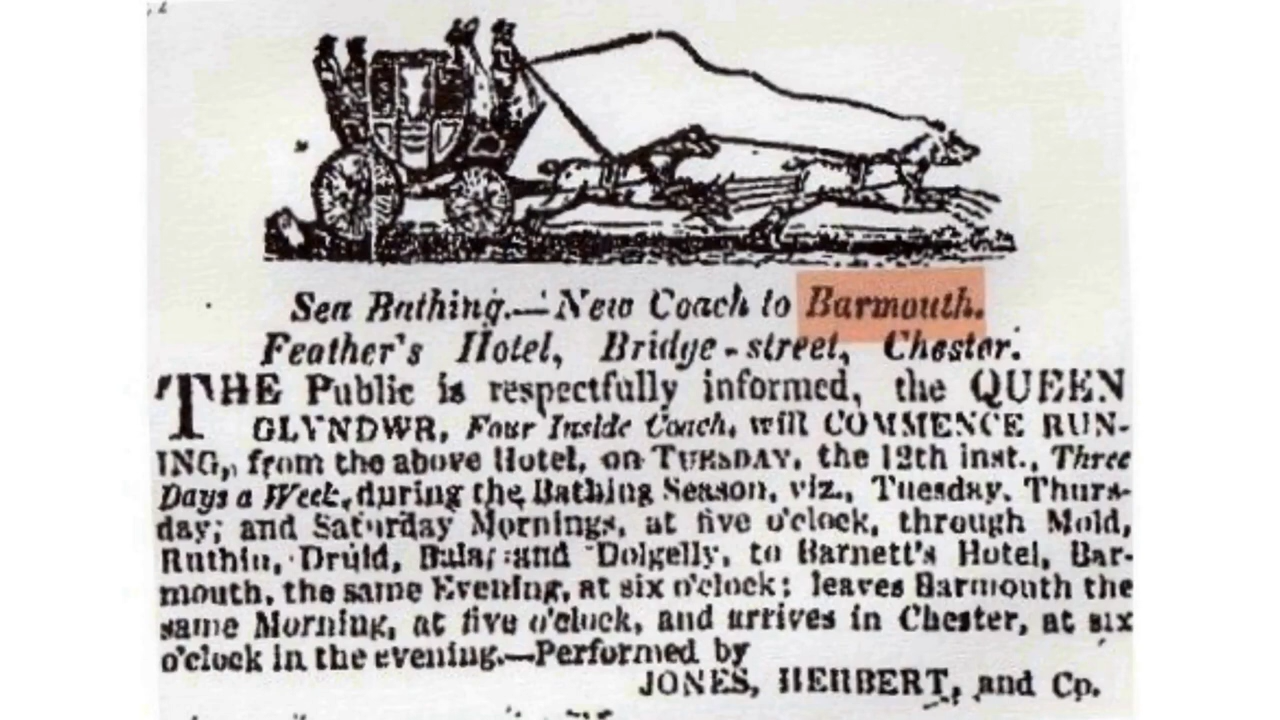 Sea Bathing.—New Coach to Barmouth.
Feather's Hotel, Bridge-street, Chester.
THE Public is respectfully informed, the QUEEN
GLYNDWR, Four Inside Coach, will COMMENCE RUN-
ING, from the above Hotel, on TUESDAY, the 12th inst., Three
Days a Week, during the Bathing Season, viz., Tuesday, Thurs-
day; and Saturday Mornings, at five o'clock, through Mold,
Ruthin, Druid, Bala, and Dolgelly, to Barnett's Hotel, Bar-
mouth, the same Evening, at six o'clock; leaves Barmouth the
same Morning, at five o'clock, and arrives in Chester, at six
o'clock in the evening.—Performed by
JONES, HERBERT, and Co.